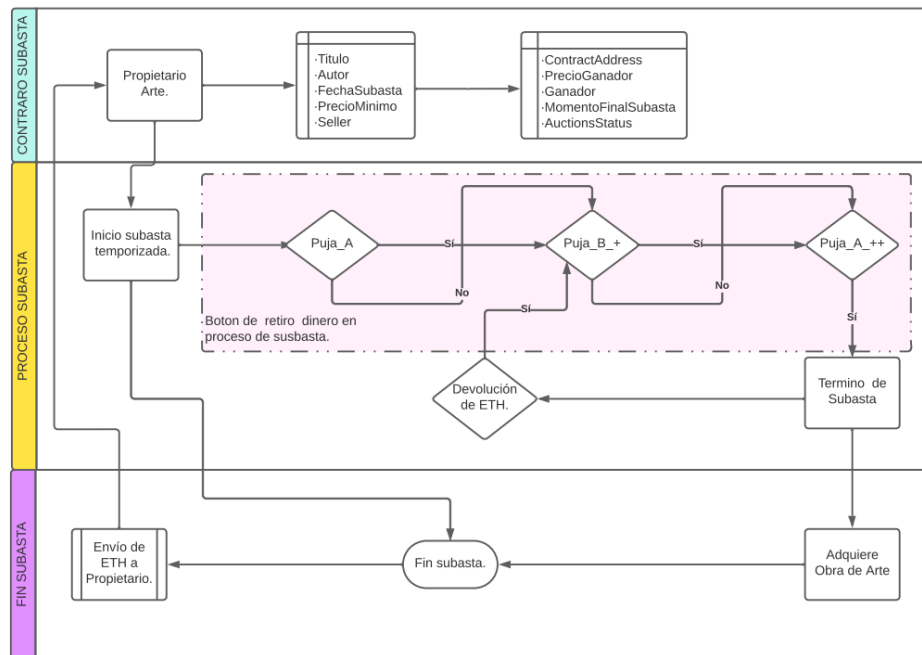 CONTRARO SUBASTA
Propietario
Arte.
·Titulo
·Autor
·FechaSubasta
·PrecioMinimo
·Seller
·ContractAddress
·PrecioGanador
·Ganador
·MomentoFinalSubasta
·AuctionsStatus
PROCESO SUBASTA
Inicio subasta
temporizada.
Puja_A
Sí
No
Puja_B_+
Sí
No
Puja_A_++
Sí
Sí
Boton de retiro dinero en
proceso de susbasta.
Devolución
de ETH.
Termino de
Subasta
FIN SUBASTA
Envío de
ETH a
Propietario.
Fin subasta.
Adquiere
Obra de Arte